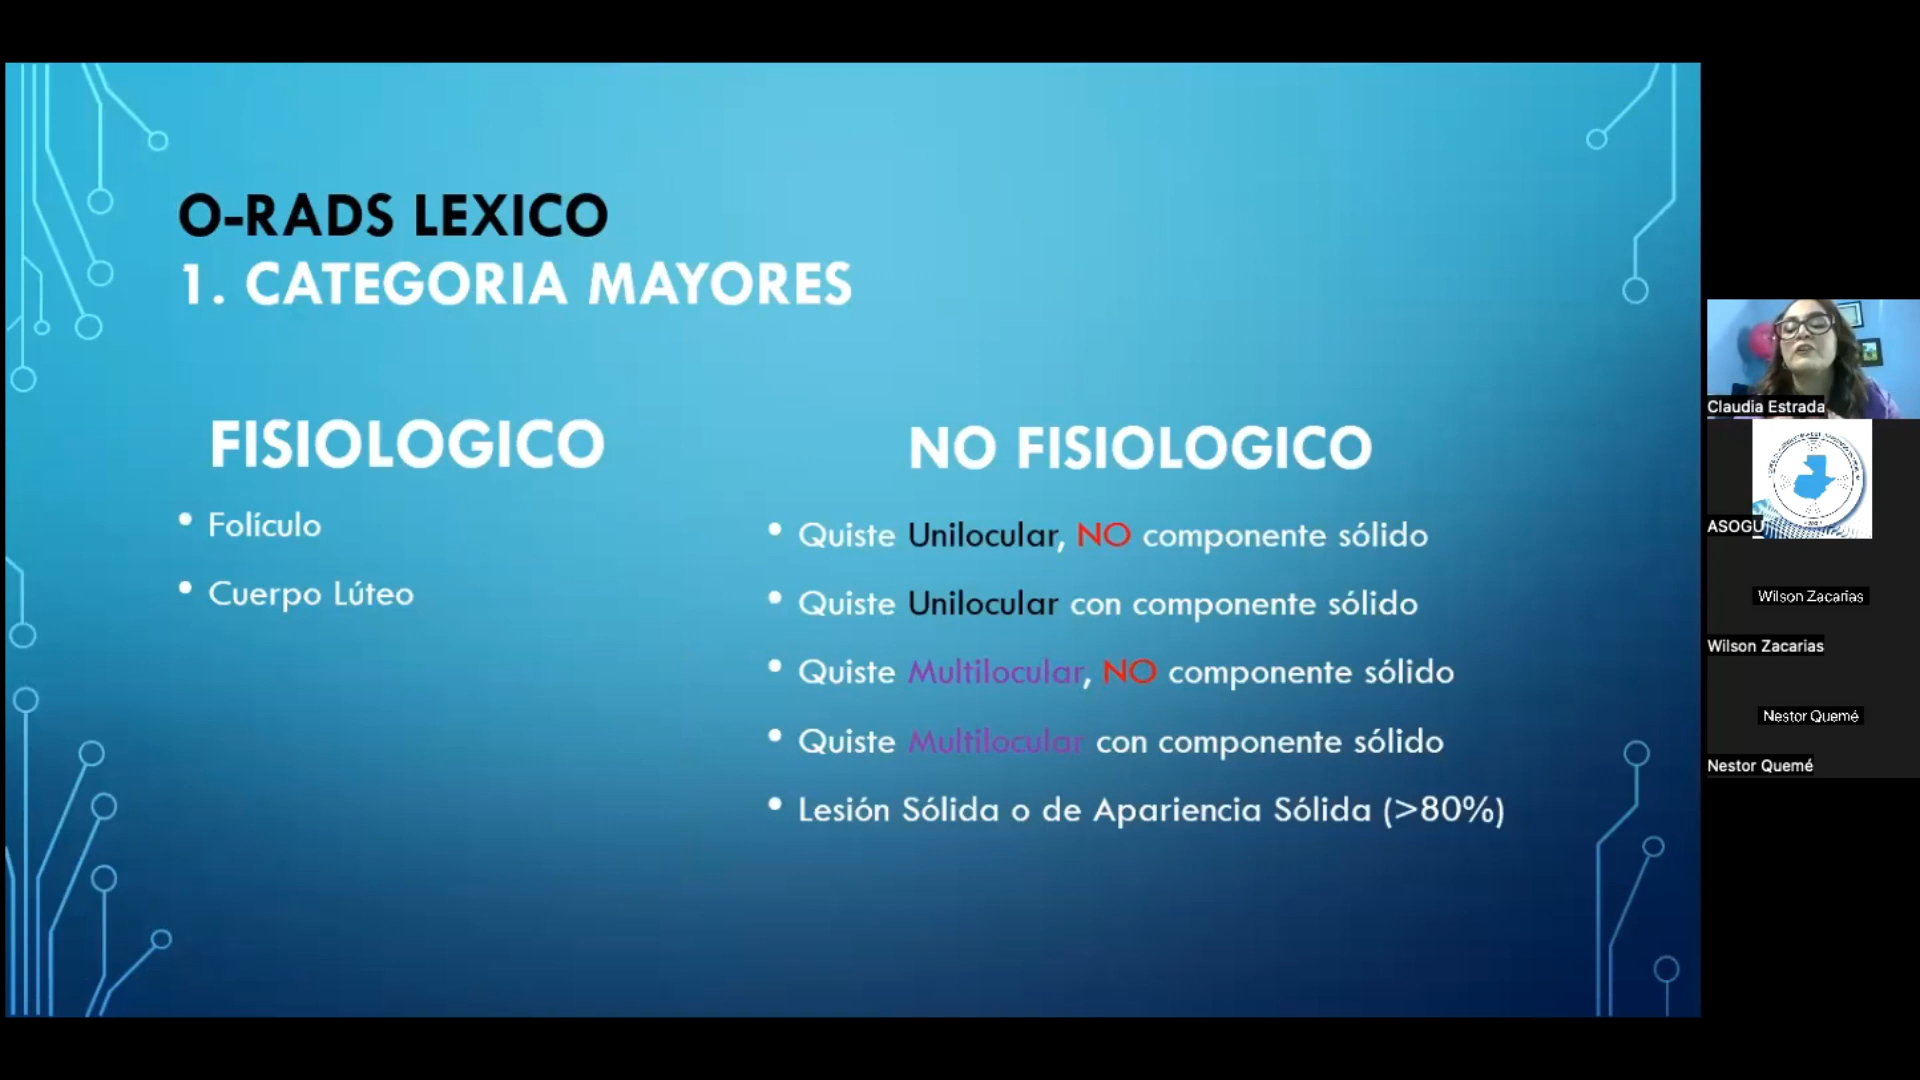 O-RADS LEXICO
1. CATEGORIA MAYORES
FISIOLOGICO
• Folículo
• Cuerpo Lúteo
NO FISIOLOGICO
• Quiste Unilocular, NO componente sólido
• Quiste Unilocular con componente sólido
• Quiste Multilocular, NO componente sólido
• Quiste Multilocular con componente sólido
• Lesión Sólida o de Apariencia Sólida (>80%)
Claudia Estrada
ASOGU
Wilson Zacarias
Wilson Zacarias
Nestor Quemé
Nestor Quemé